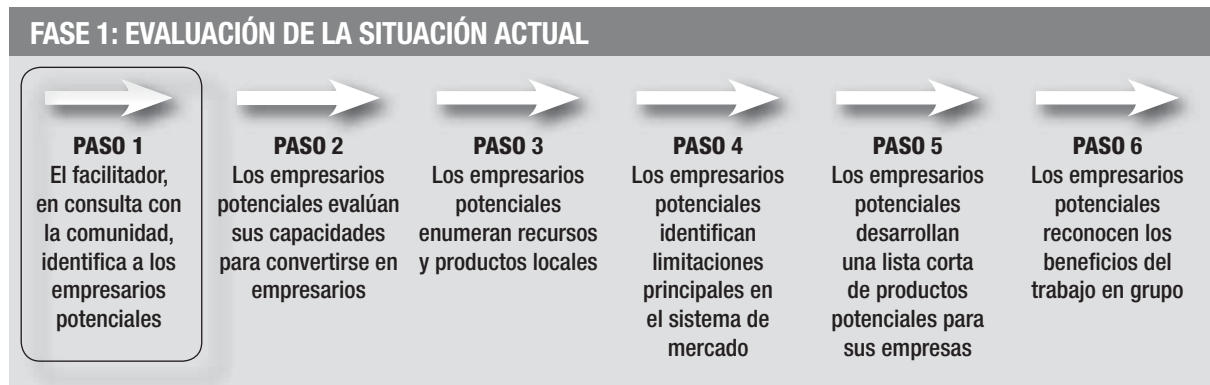 FASE 1: EVALUACIÓN DE LA SITUACIÓN ACTUAL
PASO 1
El facilitador,
en consulta con
la comunidad,
identifica a los
empresarios
potenciales
PASO 2
Los empresarios
potenciales evalúan
sus capacidades
para convertirse en
empresarios
PASO 3
Los empresarios
potenciales
enumeran recursos
y productos locales
PASO 4
Los empresarios
potenciales
identifican
limitaciones
principales en
el sistema de
mercado
PASO 5
Los empresarios
potenciales
desarrollan
una lista corta
de productos
potenciales para
sus empresas
PASO 6
Los empresarios
potenciales
reconocen los
beneficios del
trabajo en grupo